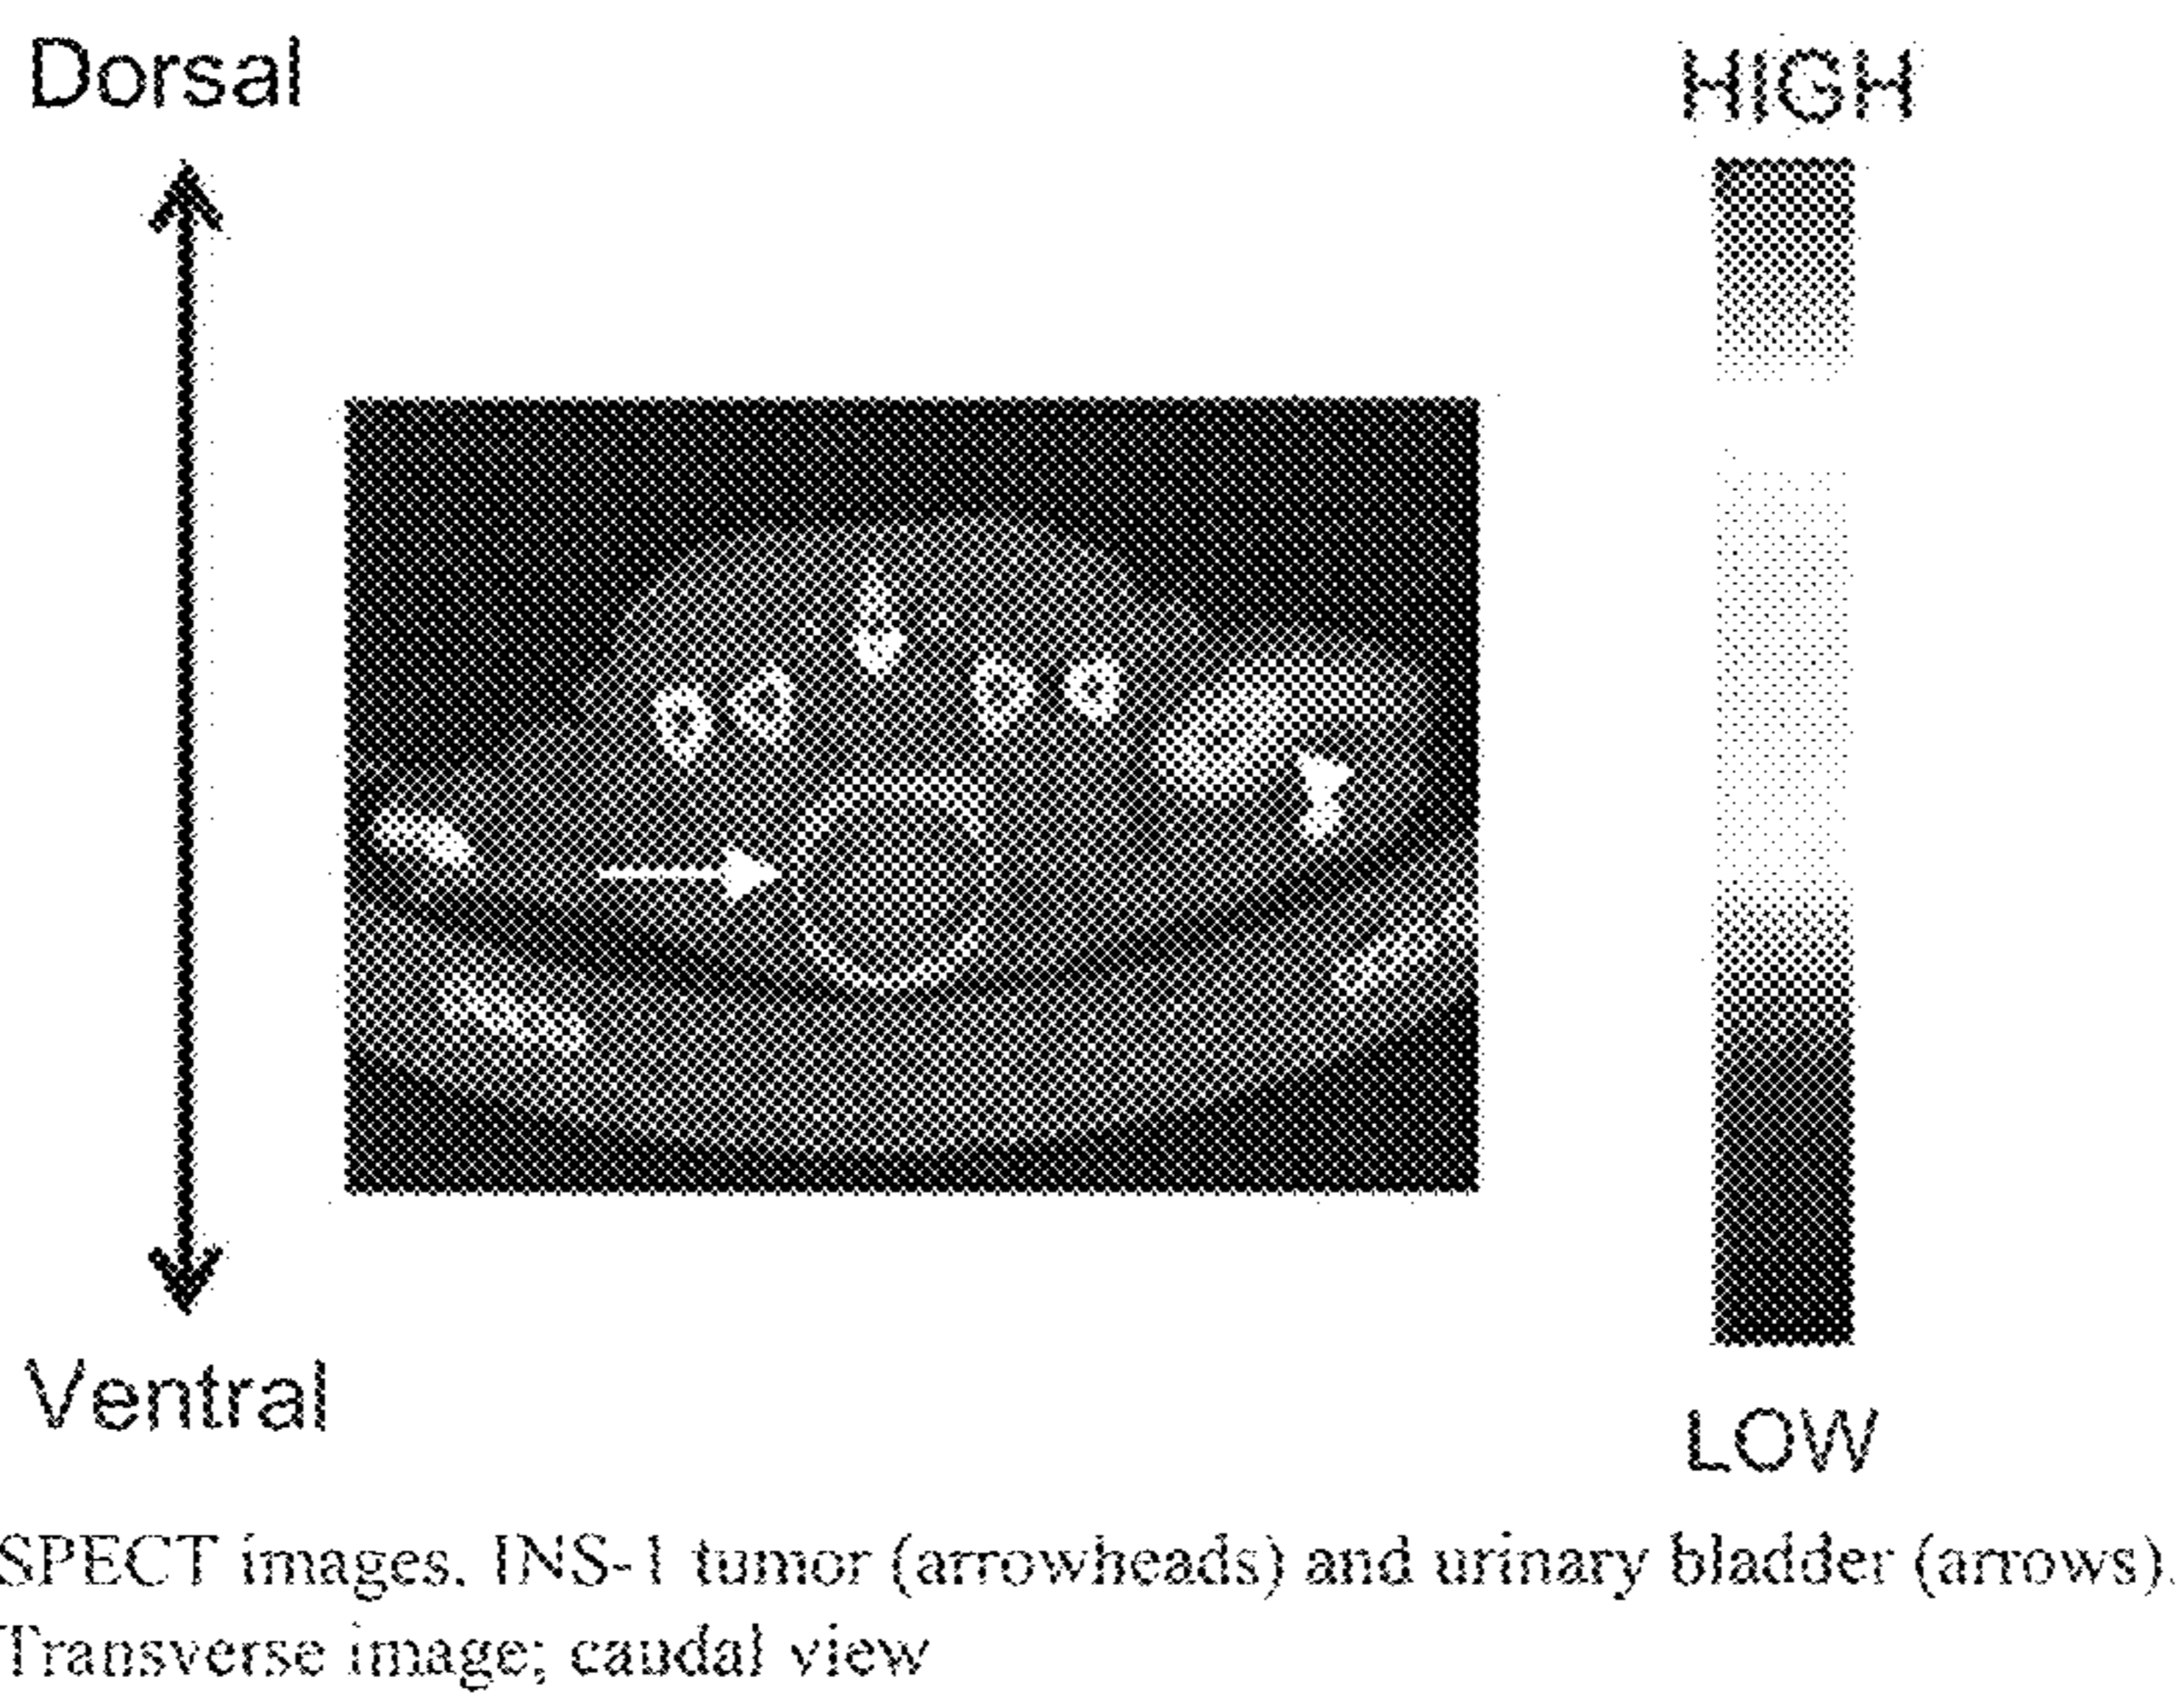 Dorsal
HIGH
Ventral
LOW
SPECT images. INS-1 tumor (arrowheads) and urinary bladder (arrows).
Transverse image; caudal view